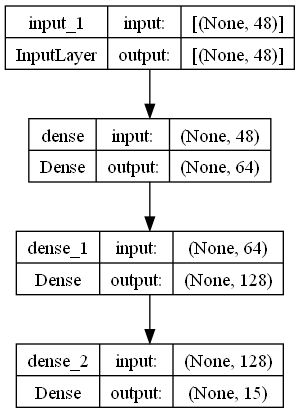 input_1 input: [(None, 48)]
InputLayer output: [(None, 48)]
dense input: (None, 48)
Dense output: (None, 64)
dense_1 input: (None, 64)
Dense output: (None, 128)
dense_2 input: (None, 128)
Dense output: (None, 15)